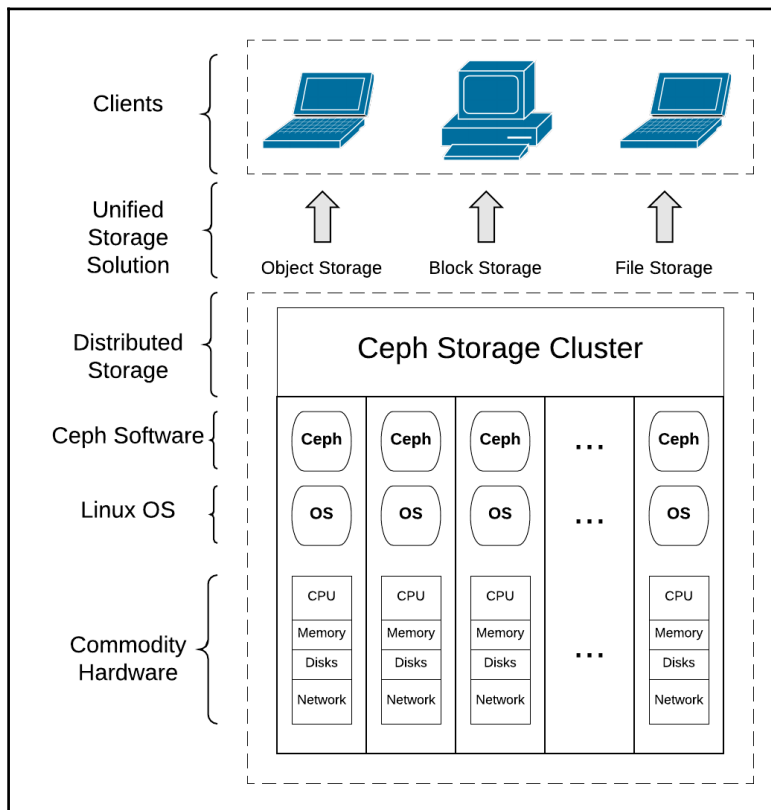 Clients
Unified
Storage
Solution
Object Storage
Block Storage
File Storage
Distributed
Storage
Ceph Storage Cluster
Ceph Software
Ceph
Ceph
Ceph
...
Ceph
Linux OS
OS
OS
OS
...
OS
Commodity
Hardware
CPU
Memory
Disks
Network
CPU
Memory
Disks
Network
CPU
Memory
Disks
Network
...
CPU
Memory
Disks
Network